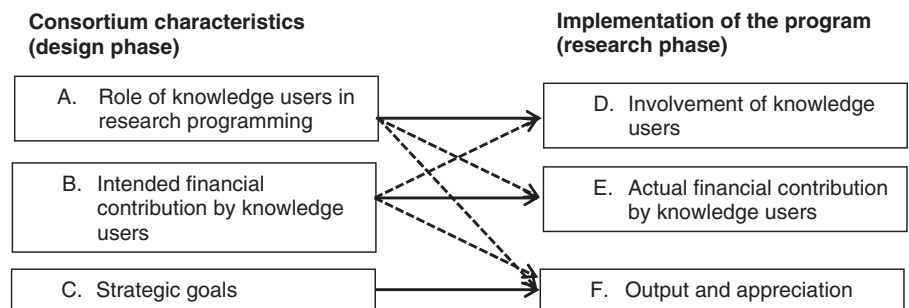 Consortium characteristics
(design phase)
Implementation of the program
(research phase)
A. Role of knowledge users in
research programming
B. Intended financial
contribution by knowledge
users
C. Strategic goals
D. Involvement of knowledge
users
E. Actual financial contribution
by knowledge users
F. Output and appreciation